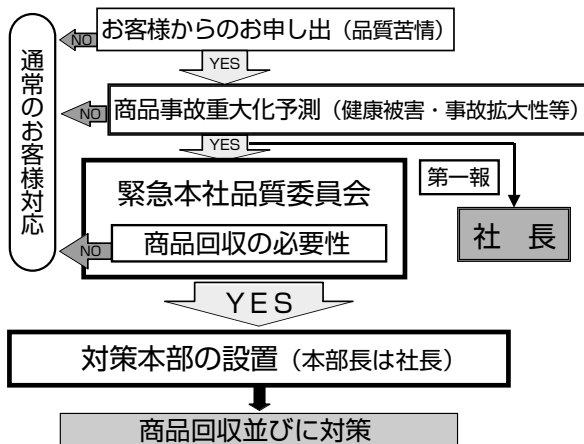 お客様からのお申し出（品質苦情）
NO
YES
通常のお客様対応
商品事故重大化予測（健康被害・事故拡大性等）
NO
YES
緊急本社品質委員会
第一報
社　長
商品回収の必要性
NO
YES
対策本部の設置（本部長は社長）
商品回収並びに対策